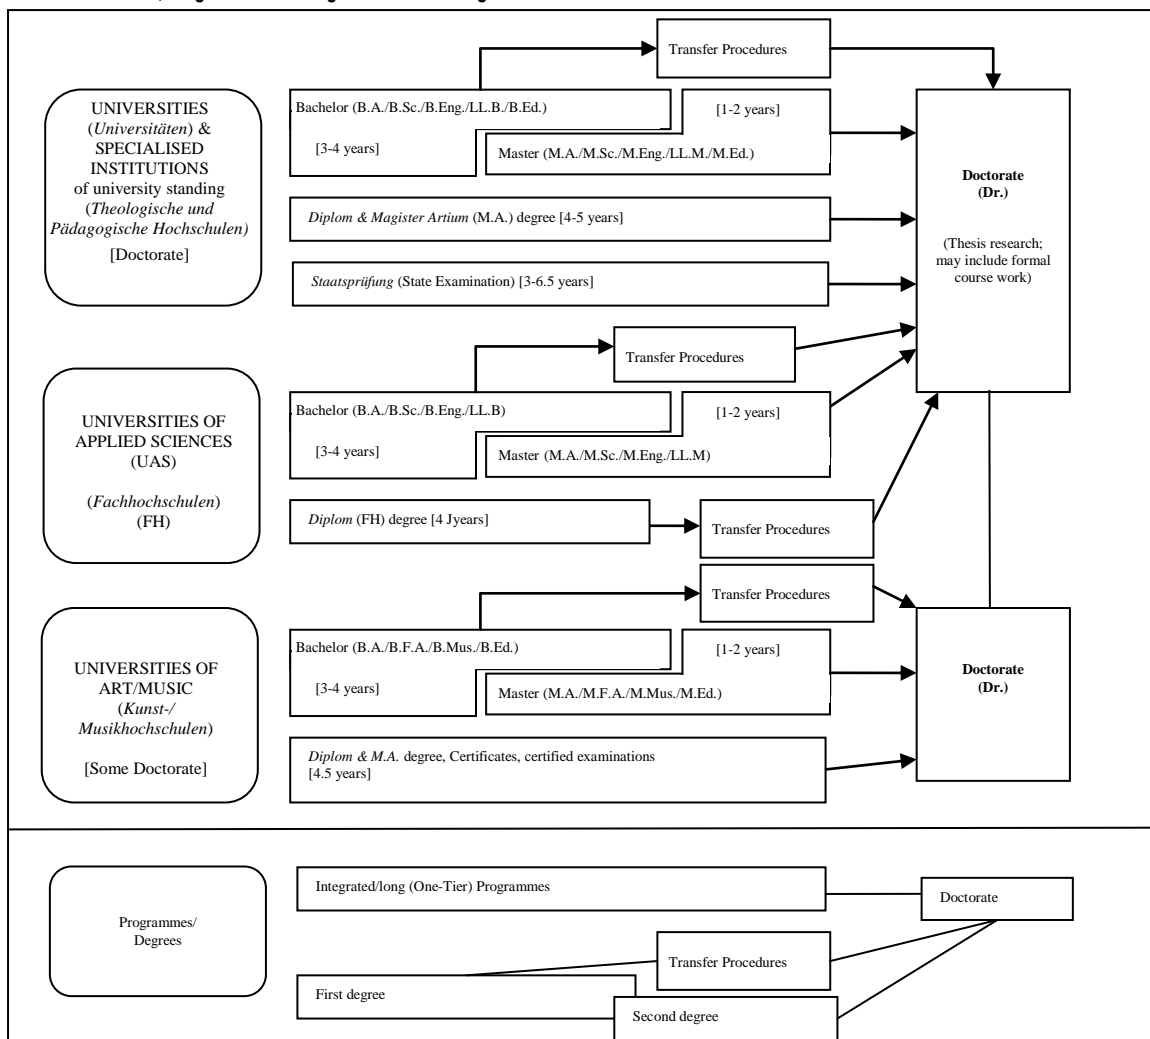 Transfer Procedures
UNIVERSITIES
(Universitäten) &
SPECIALISED
INSTITUTIONS
of university standing
(Theologische und
Pädagogische Hochschulen)
[Doctorate]
. Bachelor (B.A./B.Sc./B.Eng./LL.B./B.Ed.)
[3-4 years]
[1-2 years]
Master (M.A./M.Sc./M.Eng./LL.M./M.Ed.)
Diplom & Magister Artium (M.A.) degree [4-5 years]
Staatsprüfung (State Examination) [3-6.5 years]
Doctorate
(Dr.)
(Thesis research;
may include formal
course work)
UNIVERSITIES OF
APPLIED SCIENCES
(UAS)
(Fachhochschulen)
(FH)
Transfer Procedures
. Bachelor (B.A./B.Sc./B.Eng./LL.B)
[3-4 years]
[1-2 years]
Master (M.A./M.Sc./M.Eng./LL.M)
Diplom (FH) degree [4 Jyears]
Transfer Procedures
UNIVERSITIES OF
ART/MUSIC
(Kunst-/
Musikhochschulen)
[Some Doctorate]
Transfer Procedures
. Bachelor (B.A./B.F.A./B.Mus./B.Ed.)
[3-4 years]
[1-2 years]
Master (M.A./M.F.A./M.Mus./M.Ed.)
Diplom & M.A. degree, Certificates, certified examinations
[4.5 years]
Doctorate
(Dr.)
Programmes/
Degrees
Integrated/long (One-Tier) Programmes
Doctorate
Transfer Procedures
First degree
Second degree